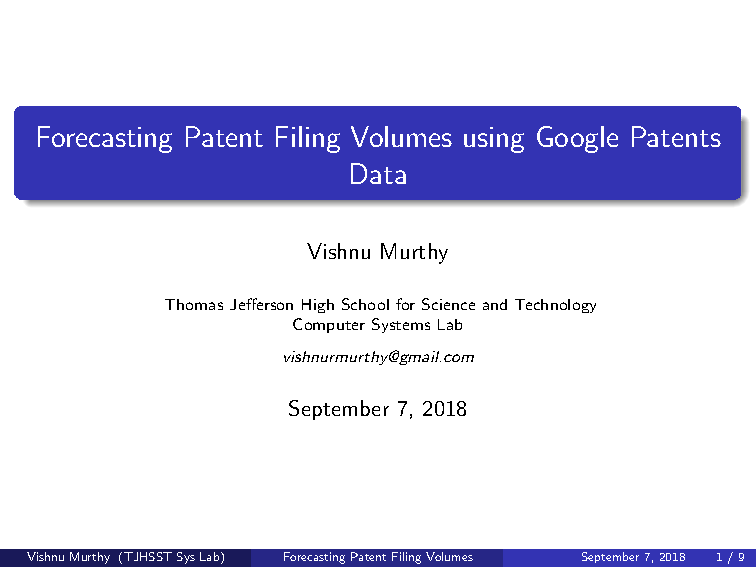 Forecasting Patent Filing Volumes using Google Patents
Data
Vishnu Murthy
Thomas Jefferson High School for Science and Technology
Computer Systems Lab
vishnurmurthy@gmail.com
September 7, 2018
Vishnu Murthy (TJHSST Sys Lab) Forecasting Patent Filing Volumes September 7, 2018 1 / 9